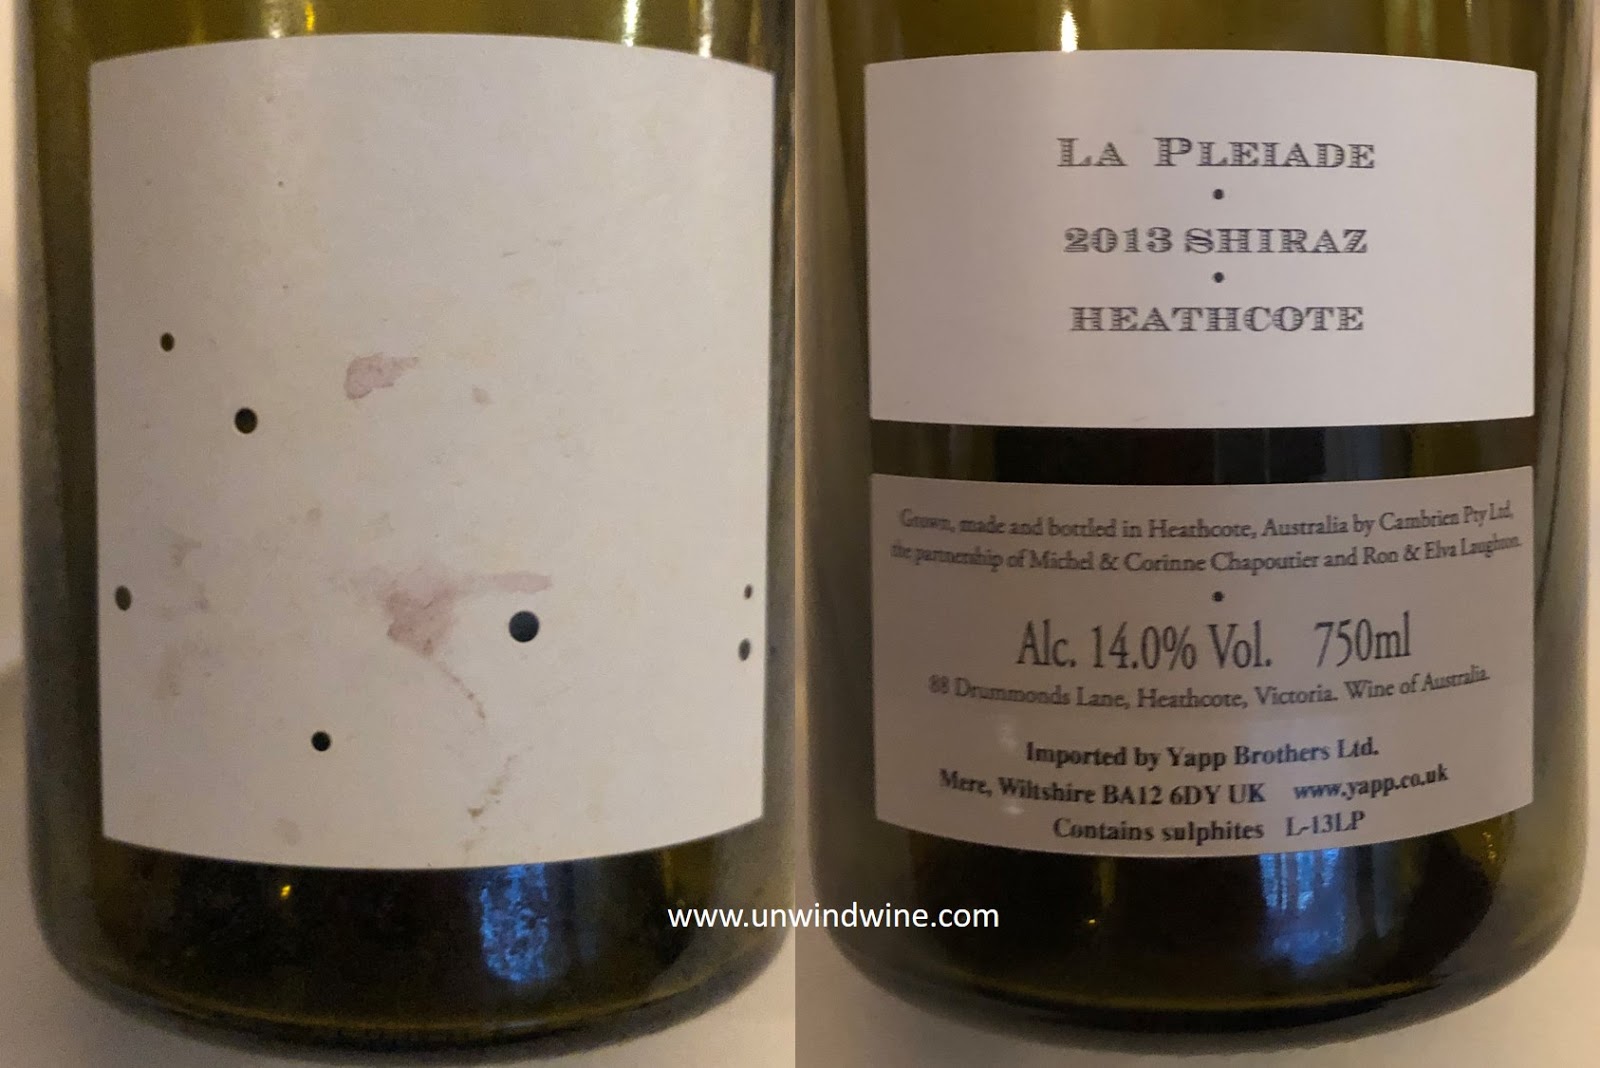 LA PLEIADE
2013 SHIRAZ
HEATHCOTE
Grown, made and bottled in Heathcote, Australia by Cambrien Pty Ltd,
the partnership of Michel & Corinne Chapoutier and Ron & Elva Laughton.
Alc. 14.0% Vol. 750ml
88 Drummonds Lane, Heathcote, Victoria. Wine of Australia.
Imported by Yapp Brothers Ltd.
Mere, Wiltshire BA12 6DY UK www.yapp.co.uk
Contains sulphites L-13LP
www.unwindwine.com